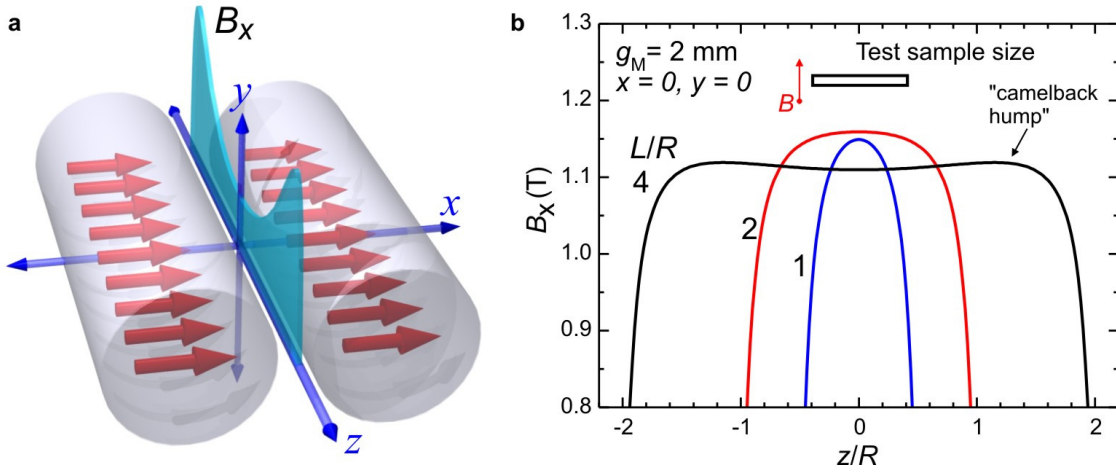 a
B_x
y
x
z
b
1.3
1.2
1.1
1.0
0.9
0.8
B_x (T)
g_M = 2 mm
x = 0, y = 0
Test sample size
B
"camelback
hump"
L/R
4
2
1
-2
-1
0
1
2
z/R